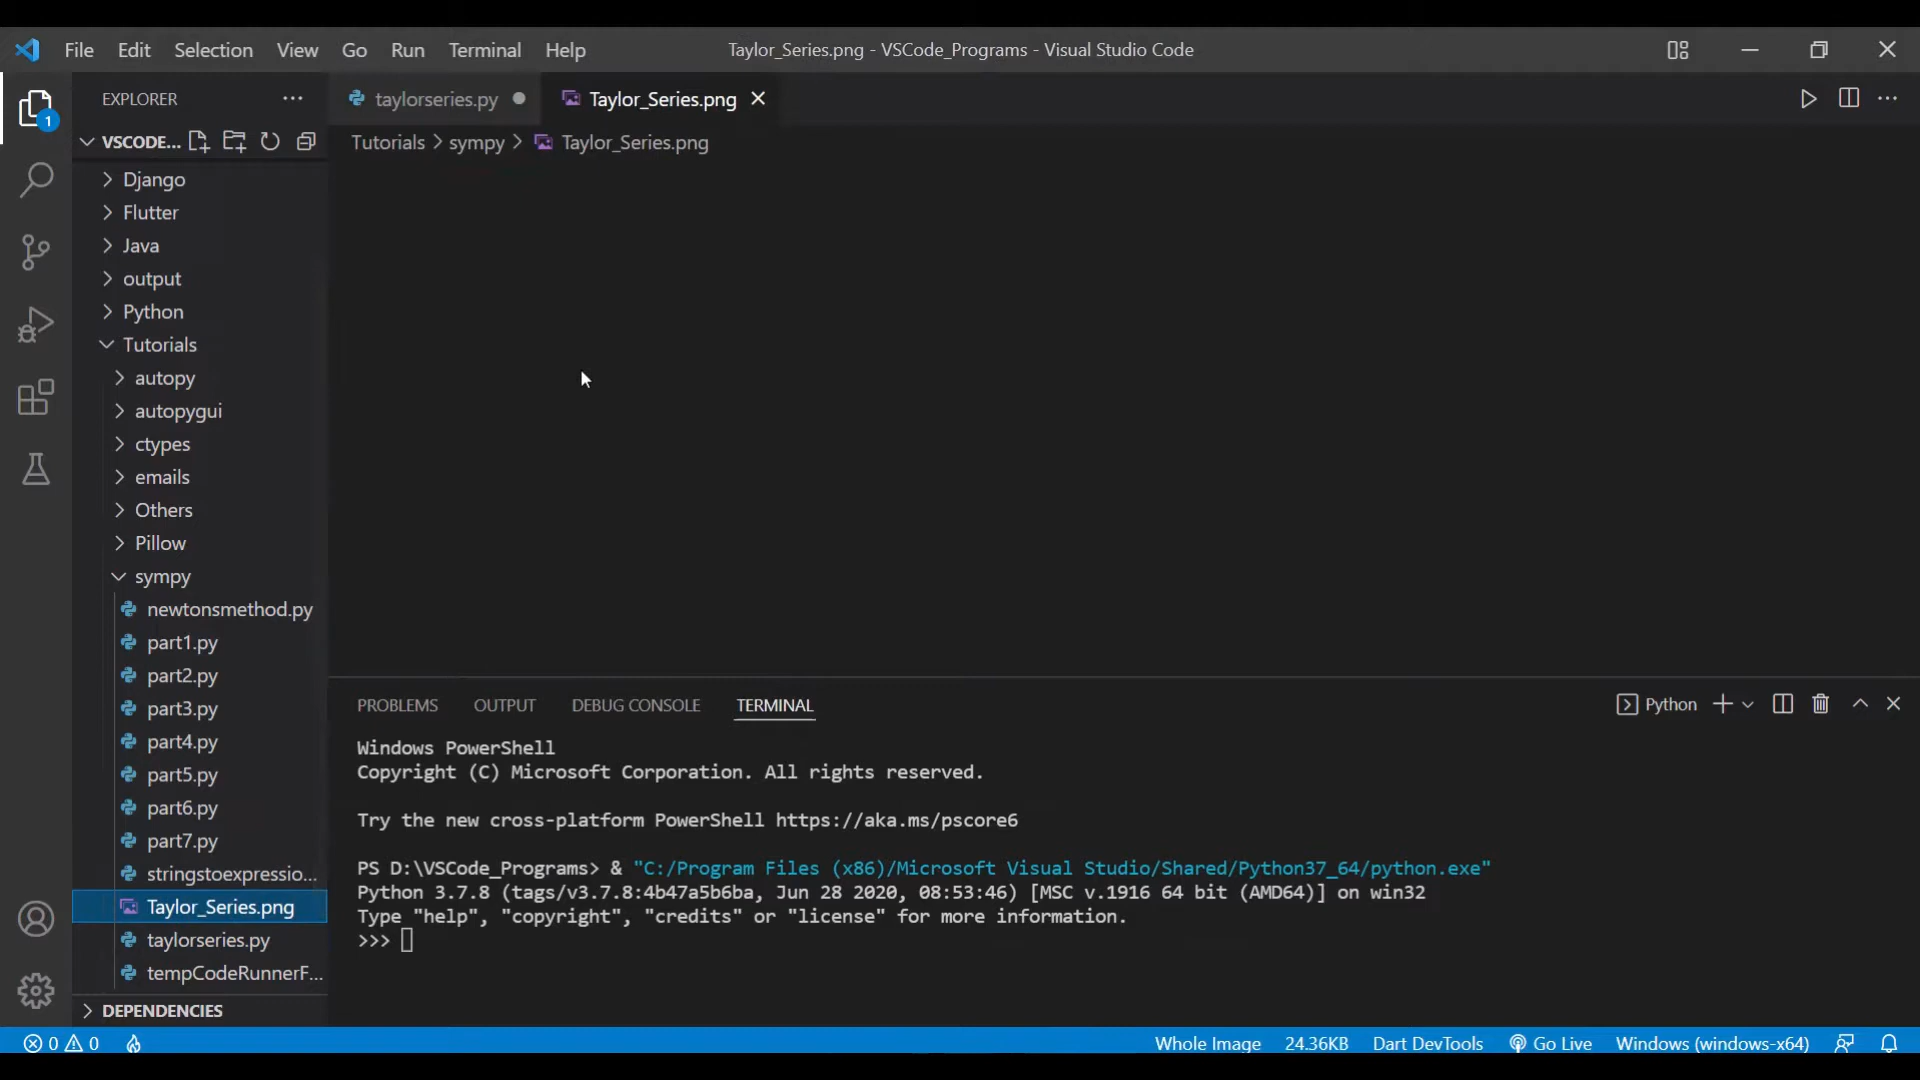 File Edit Selection View Go Run Terminal Help Taylor_Series.png - VSCode_Programs - Visual Studio Code
EXPLORER
1
VSCODE...
Django
Flutter
Java
output
Python
Tutorials
autopy
autopygui
ctypes
emails
Others
Pillow
sympy
newtonsmethod.py
part1.py
part2.py
part3.py
part4.py
part5.py
part6.py
part7.py
stringstoexpressio...
Taylor_Series.png
taylorseries.py
tempCodeRunnerF...
DEPENDENCIES
taylorseries.py Taylor_Series.png
Tutorials > sympy > Taylor_Series.png
PROBLEMS OUTPUT DEBUG CONSOLE TERMINAL Python
Windows PowerShell
Copyright (C) Microsoft Corporation. All rights reserved.
Try the new cross-platform PowerShell https://aka.ms/pscore6
PS D:\VSCode_Programs> & "C:/Program Files (x86)/Microsoft Visual Studio/Shared/Python37_64/python.exe"
Python 3.7.8 (tags/v3.7.8:4b47a5b6ba, Jun 28 2020, 08:53:46) [MSC v.1916 64 bit (AMD64)] on win32
Type "help", "copyright", "credits" or "license" for more information.
>>>
0 0 Whole Image 24.36KB Dart DevTools Go Live Windows (windows-x64)